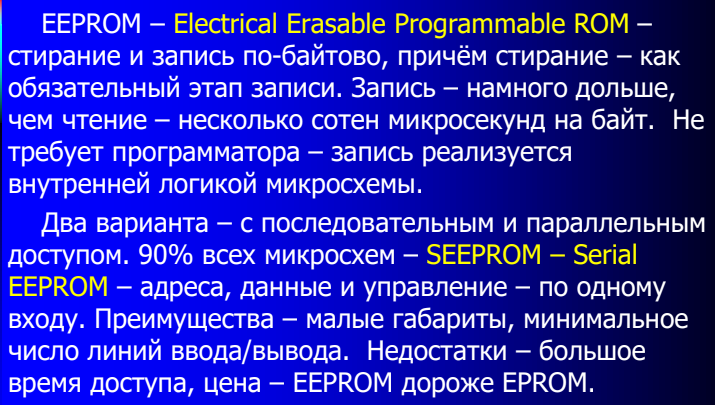 EEPROM – Electrical Erasable Programmable ROM –
стирание и запись по-байтово, причём стирание – как
обязательный этап записи. Запись – намного дольше,
чем чтение – несколько сотен микросекунд на байт. Не
требует программатора – запись реализуется
внутренней логикой микросхемы.
Два варианта – с последовательным и параллельным
доступом. 90% всех микросхем – SEEPROM – Serial
EEPROM – адреса, данные и управление – по одному
входу. Преимущества – малые габариты, минимальное
число линий ввода/вывода. Недостатки – большое
время доступа, цена – EEPROM дороже EPROM.